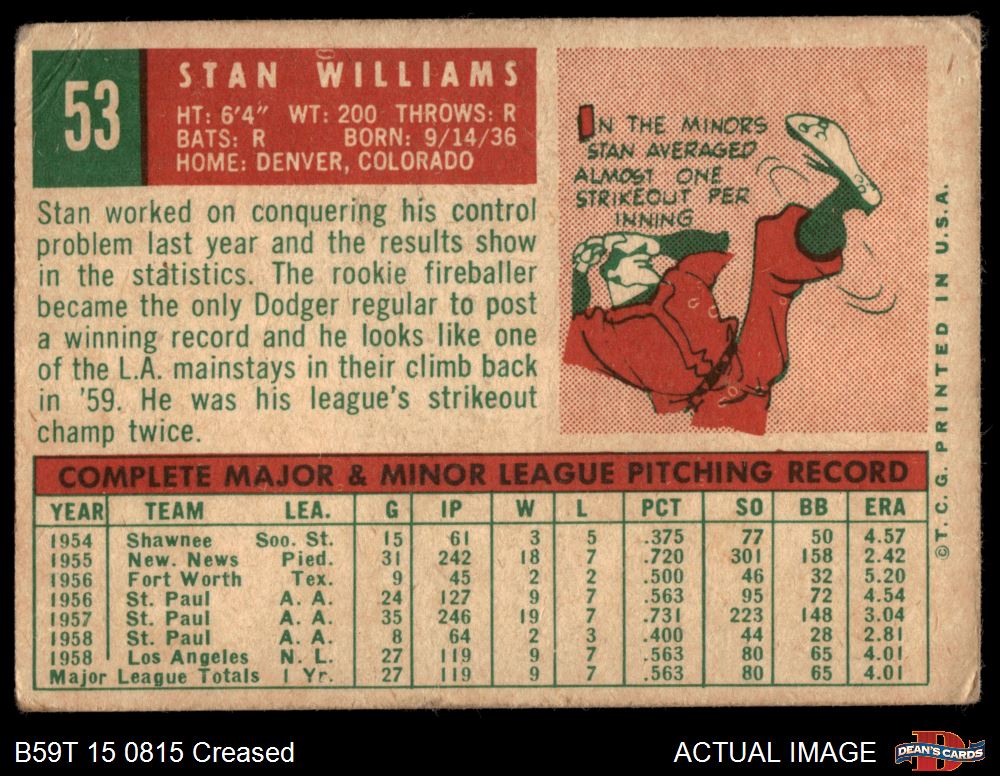 53
STAN WILLIAMS
HT: 6'4" WT: 200 THROWS: R
BATS: R BORN: 9/14/36
HOME: DENVER, COLORADO
Stan worked on conquering his control
problem last year and the results show
in the statistics. The rookie fireballer
became the only Dodger regular to post
a winning record and he looks like one
of the L.A. mainstays in their climb back
in '59. He was his league's strikeout
champ twice.
IN THE MINORS
STAN AVERAGED
ALMOST ONE
STRIKEOUT PER
INNING
©T. C. G. PRINTED IN U.S.A.
COMPLETE MAJOR & MINOR LEAGUE PITCHING RECORD
YEAR TEAM LEA. G IP W L PCT SO BB ERA
1954 Shawnee Soo. St. 15 61 3 5 .375 77 50 4.57
1955 New. News Pied. 31 242 18 7 .720 301 158 2.42
1956 Fort Worth Tex. 9 45 2 2 .500 46 32 5.20
1956 St. Paul A. A. 24 127 9 7 .563 95 72 4.54
1957 St. Paul A. A. 35 246 19 7 .731 223 148 3.04
1958 St. Paul A. A. 8 64 2 3 .400 44 28 2.81
1958 Los Angeles N. L. 27 119 9 7 .563 80 65 4.01
Major League Totals 1 Yr. 27 119 9 7 .563 80 65 4.01
B59T 15 0815 Creased
ACTUAL IMAGE
DEAN'S CARDS